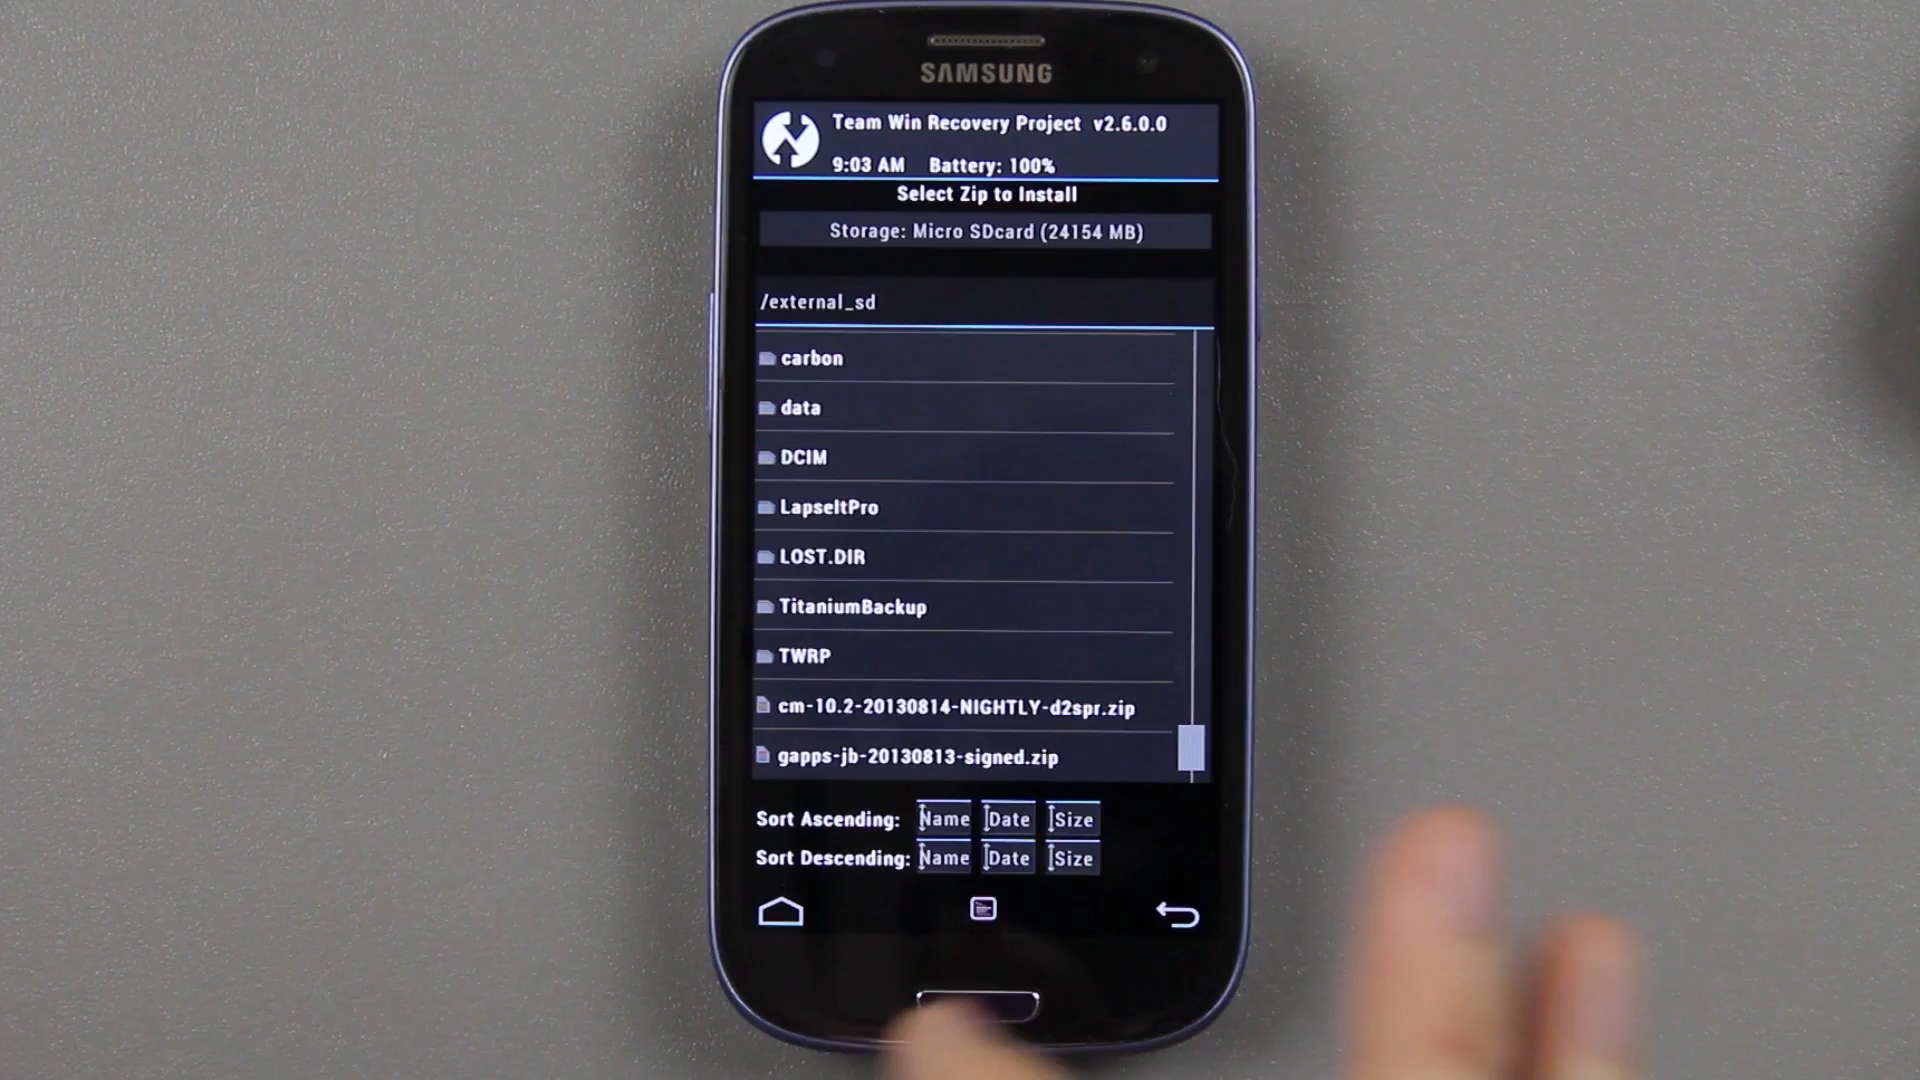 SAMSUNG
Team Win Recovery Project v2.6.0.0
9:03 AM Battery: 100%
Select Zip to Install
Storage: Micro SDcard (24154 MB)
/external_sd
carbon
data
DCIM
LapseItPro
LOST.DIR
TitaniumBackup
TWRP
cm-10.2-20130814-NIGHTLY-d2spr.zip
gapps-jb-20130813-signed.zip
Sort Ascending: Name Date Size
Sort Descending: Name Date Size